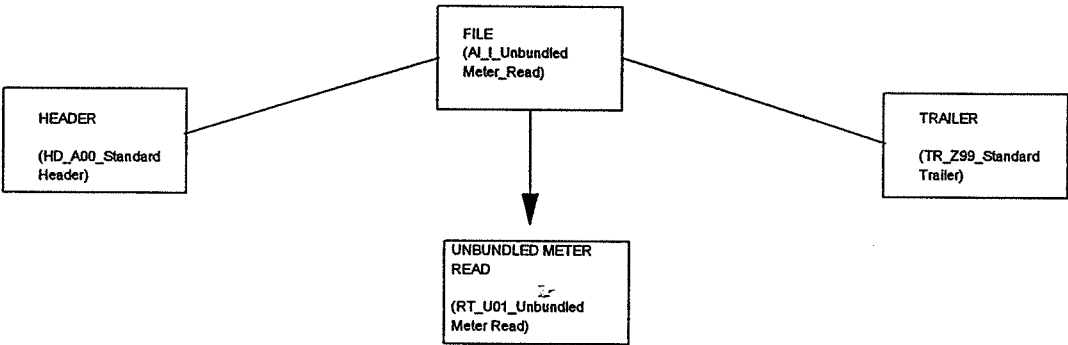 FILE
(AI_I_Unbundled
Meter_Read)
HEADER
(HD_A00_Standard
Header)
TRAILER
(TR_Z99_Standard
Trailer)
UNBUNDLED METER
READ
(RT_U01_Unbundled
Meter Read)